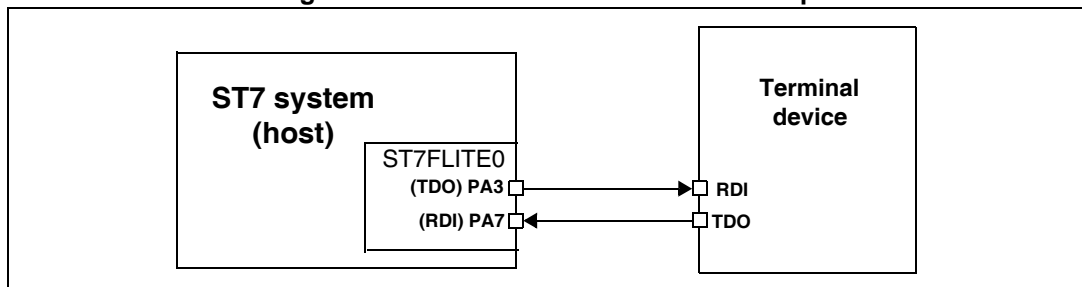 ST7 system
(host)
ST7FLITE0
(TDO) PA3
(RDI) PA7
Terminal
device
RDI
TDO